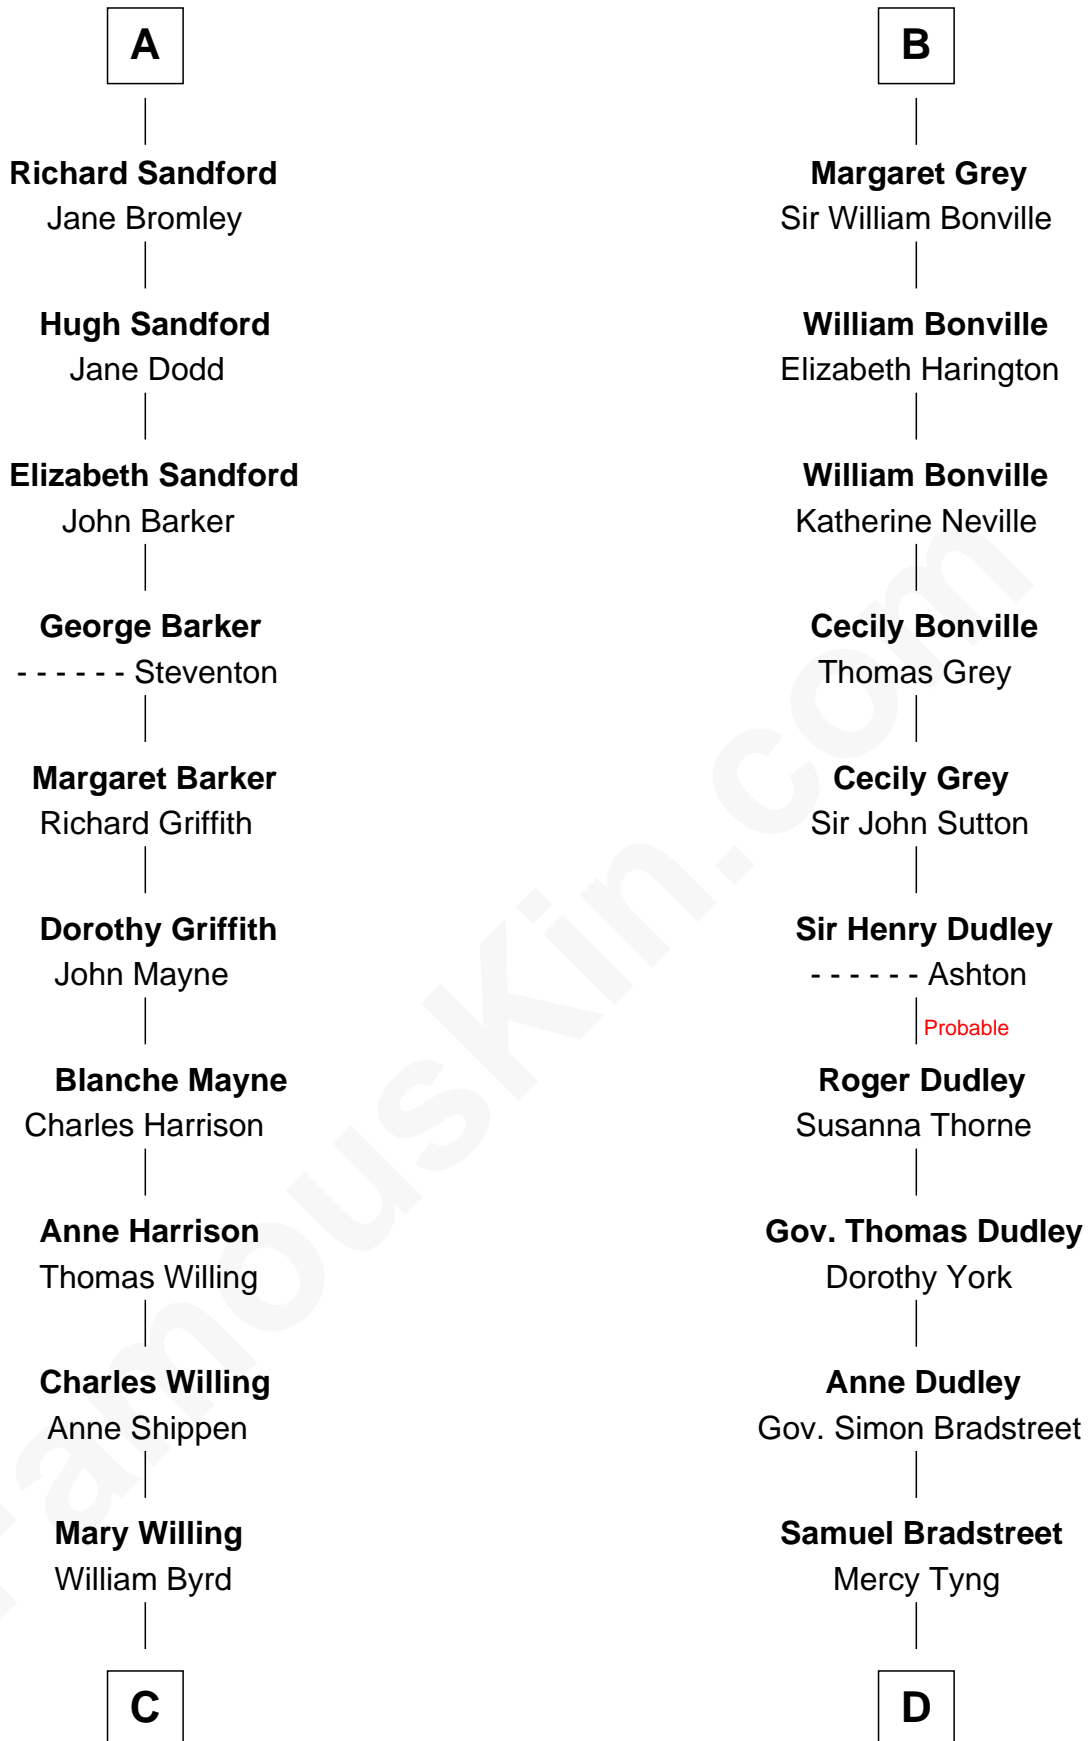 A
Richard Sandford
Jane Bromley
Hugh Sandford
Jane Dodd
Elizabeth Sandford
John Barker
George Barker
- - - - - - Steventon
Margaret Barker
Richard Griffith
Dorothy Griffith
John Mayne
Blanche Mayne
Charles Harrison
Anne Harrison
Thomas Willing
Charles Willing
Anne Shippen
Mary Willing
William Byrd
C
B
Margaret Grey
Sir William Bonville
William Bonville
Elizabeth Harington
William Bonville
Katherine Neville
Cecily Bonville
Thomas Grey
Cecily Grey
Sir John Sutton
Sir Henry Dudley
- - - - - - Ashton
Probable
Roger Dudley
Susanna Thorne
Gov. Thomas Dudley
Dorothy York
Anne Dudley
Gov. Simon Bradstreet
Samuel Bradstreet
Mercy Tyng
D
FamousKin.com